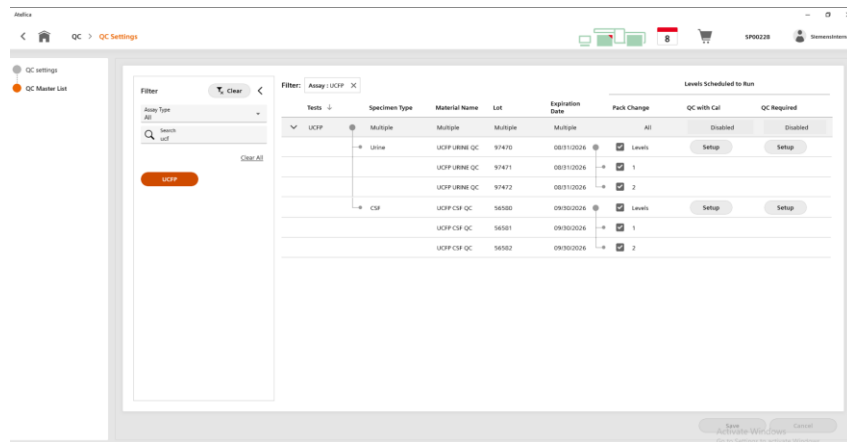 Atellica
QC > QC Settings
8
SP00228
SiemensInterna
QC settings
QC Master List
Filter
Clear
Assay Type
All
Search
ucf
Clear All
UCFP
Filter: Assay : UCFP X
Levels Scheduled to Run
Tests Specimen Type Material Name Lot Expiration Date Pack Change QC with Cal QC Required
UCFP Multiple Multiple Multiple Multiple All Disabled Disabled
Urine UCFP URINE QC 97470 08/31/2026 Levels Setup Setup
UCFP URINE QC 97471 08/31/2026 1
UCFP URINE QC 97472 08/31/2026 2
CSF UCFP CSF QC 56580 09/30/2026 Levels Setup Setup
UCFP CSF QC 56581 09/30/2026 1
UCFP CSF QC 56582 09/30/2026 2
Save Cancel
Activate Windows